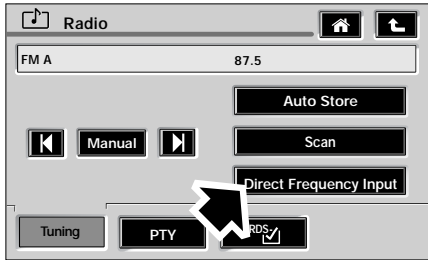 Radio
FM A 87.5
Auto Store
Manual Scan
Direct Frequency Input
Tuning PTY RDS